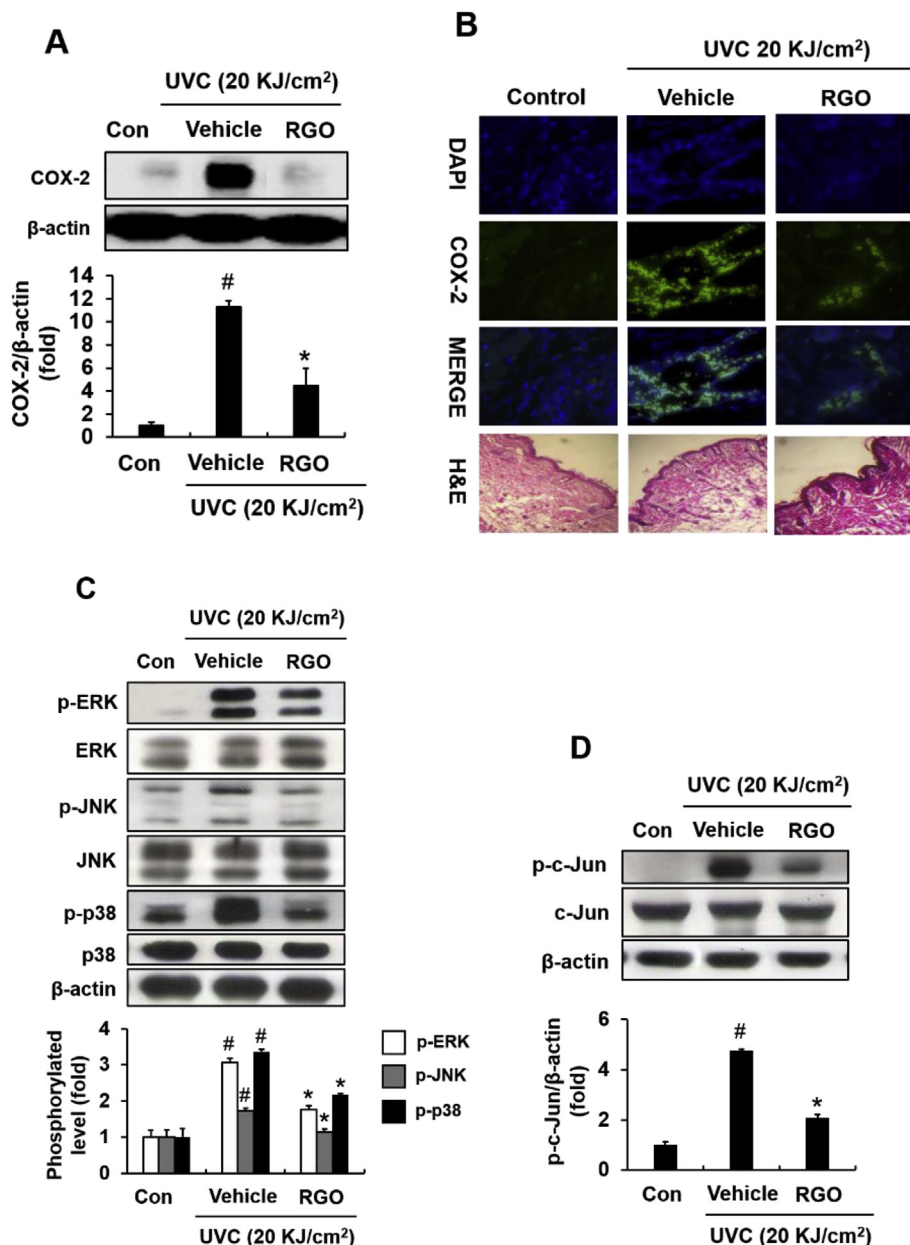 A
UVC (20 KJ/cm²)
Con Vehicle RGO
COX-2
β-actin
COX-2/β-actin
(fold)
14
12
10
8
6
4
2
0
#
*
Con Vehicle RGO
UVC (20 KJ/cm²)
B
UVC 20 KJ/cm²)
Control Vehicle RGO
DAPI
COX-2
MERGE
H&E
C
UVC (20 KJ/cm²)
Con Vehicle RGO
p-ERK
ERK
p-JNK
JNK
p-p38
p38
β-actin
Phosphorylated
level (fold)
4
3
2
1
0
# # #
* * *
p-ERK
p-JNK
p-p38
Con Vehicle RGO
UVC (20 KJ/cm²)
D
UVC (20 KJ/cm²)
Con Vehicle RGO
p-c-Jun
c-Jun
β-actin
p-c-Jun/β-actin
(fold)
6
4
2
0
#
*
Con Vehicle RGO
UVC (20 KJ/cm²)